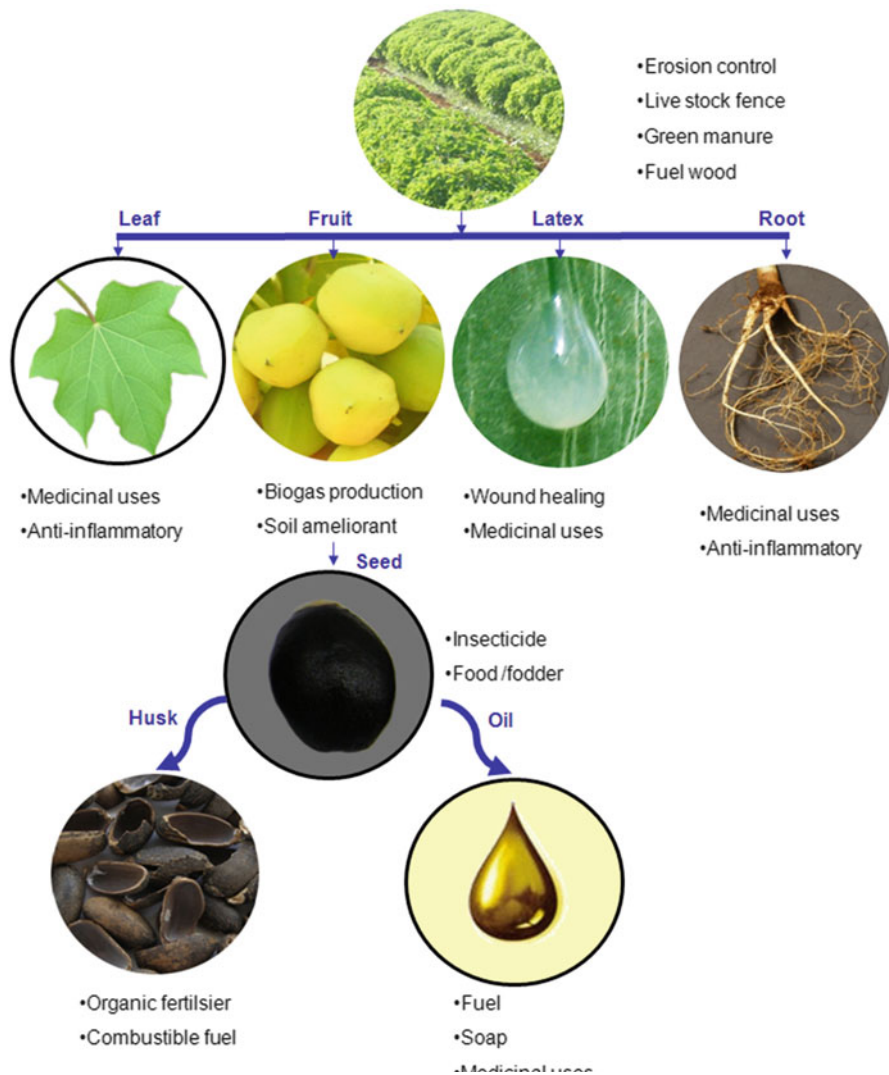 •Erosion control
•Live stock fence
•Green manure
•Fuel wood
Leaf
Fruit
Latex
Root
•Medicinal uses
•Anti-inflammatory
•Biogas production
•Soil ameliorant
•Wound healing
•Medicinal uses
•Medicinal uses
•Anti-inflammatory
Seed
•Insecticide
•Food /fodder
Husk
Oil
•Organic fertilsier
•Combustible fuel
•Fuel
•Soap
•Medicinal uses